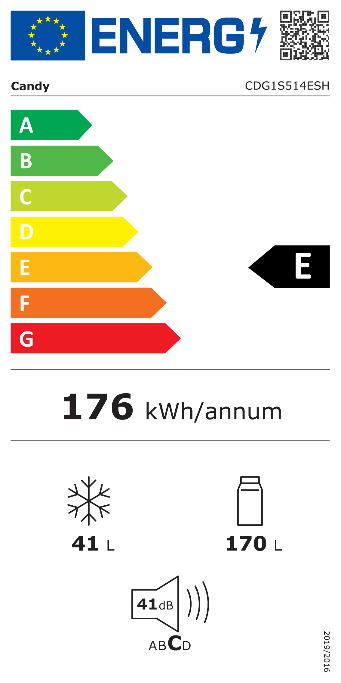 ENERG
Candy CDG1S514ESH
A
B
C
D
E
E
F
G
176 kWh/annum
41 L 170 L
41dB
ABCD
2019/2016